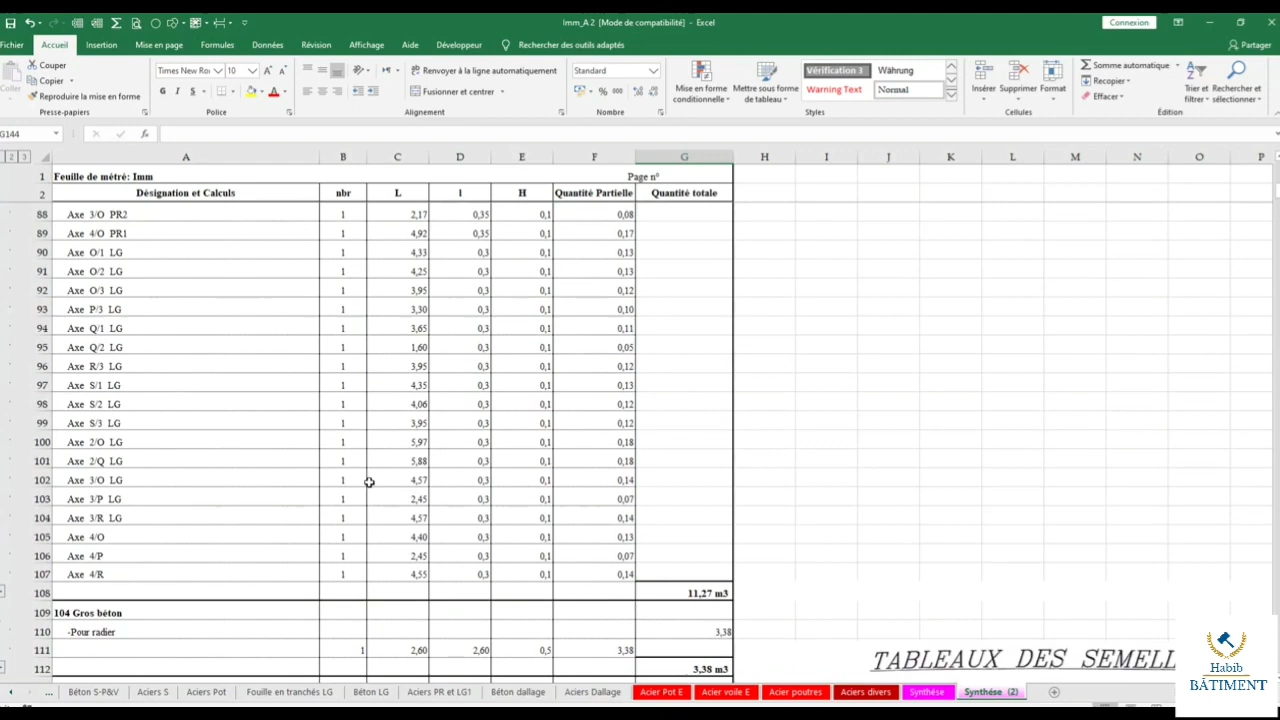 Imm_A 2 [Mode de compatibilité] - Excel
Connexion
Fichier Accueil Insertion Mise en page Formules Données Révision Affichage Aide Développeur Rechercher des outils adaptés Partager
Coller
Couper
Copier
Reproduire la mise en forme
Presse-papiers
Times New Roi 10
G I S
Police
Renvoyer à la ligne automatiquement
Fusionner et centrer
Alignement
Standard
% 000
Nombre
Mise en forme conditionnelle
Mettre sous forme de tableau
Vérification 3 Währung
Warning Text Normal
Styles
Insérer Supprimer Format
Cellules
Somme automatique
Recopier
Effacer
Trier et filtrer
Rechercher et sélectionner
Édition
G144 fx
2 3 A B C D E F G H I J K L M N O P
1 Feuille de métré: Imm Page n°
2 Désignation et Calculs nbr L l H Quantité Partielle Quantité totale
88 Axe 3/O PR2 1 2,17 0,35 0,1 0,08
89 Axe 4/O PR1 1 4,92 0,35 0,1 0,17
90 Axe O/1 LG 1 4,33 0,3 0,1 0,13
91 Axe O/2 LG 1 4,25 0,3 0,1 0,13
92 Axe O/3 LG 1 3,95 0,3 0,1 0,12
93 Axe P/3 LG 1 3,30 0,3 0,1 0,10
94 Axe Q/1 LG 1 3,65 0,3 0,1 0,11
95 Axe Q/2 LG 1 1,60 0,3 0,1 0,05
96 Axe R/3 LG 1 3,95 0,3 0,1 0,12
97 Axe S/1 LG 1 4,35 0,3 0,1 0,13
98 Axe S/2 LG 1 4,06 0,3 0,1 0,12
99 Axe S/3 LG 1 3,95 0,3 0,1 0,12
100 Axe 2/O LG 1 5,97 0,3 0,1 0,18
101 Axe 2/Q LG 1 5,88 0,3 0,1 0,18
102 Axe 3/O LG 1 4,57 0,3 0,1 0,14
103 Axe 3/P LG 1 2,45 0,3 0,1 0,07
104 Axe 3/R LG 1 4,57 0,3 0,1 0,14
105 Axe 4/O 1 4,40 0,3 0,1 0,13
106 Axe 4/P 1 2,45 0,3 0,1 0,07
107 Axe 4/R 1 4,55 0,3 0,1 0,14
108 11,27 m3
109 104 Gros béton
110 -Pour radier 3,38
111 1 2,60 2,60 0,5 3,38
112 3,38 m3
TABLEAUX DES SEMELL
Habib
BÂTIMENT
... Béton S-P&V Aciers S Aciers Pot Fouille en tranchés LG Béton LG Aciers PR et LG1 Béton dallage Aciers Dallage Acier Pot E Acier voile E Acier poutres Aciers divers Synthése Synthése (2)